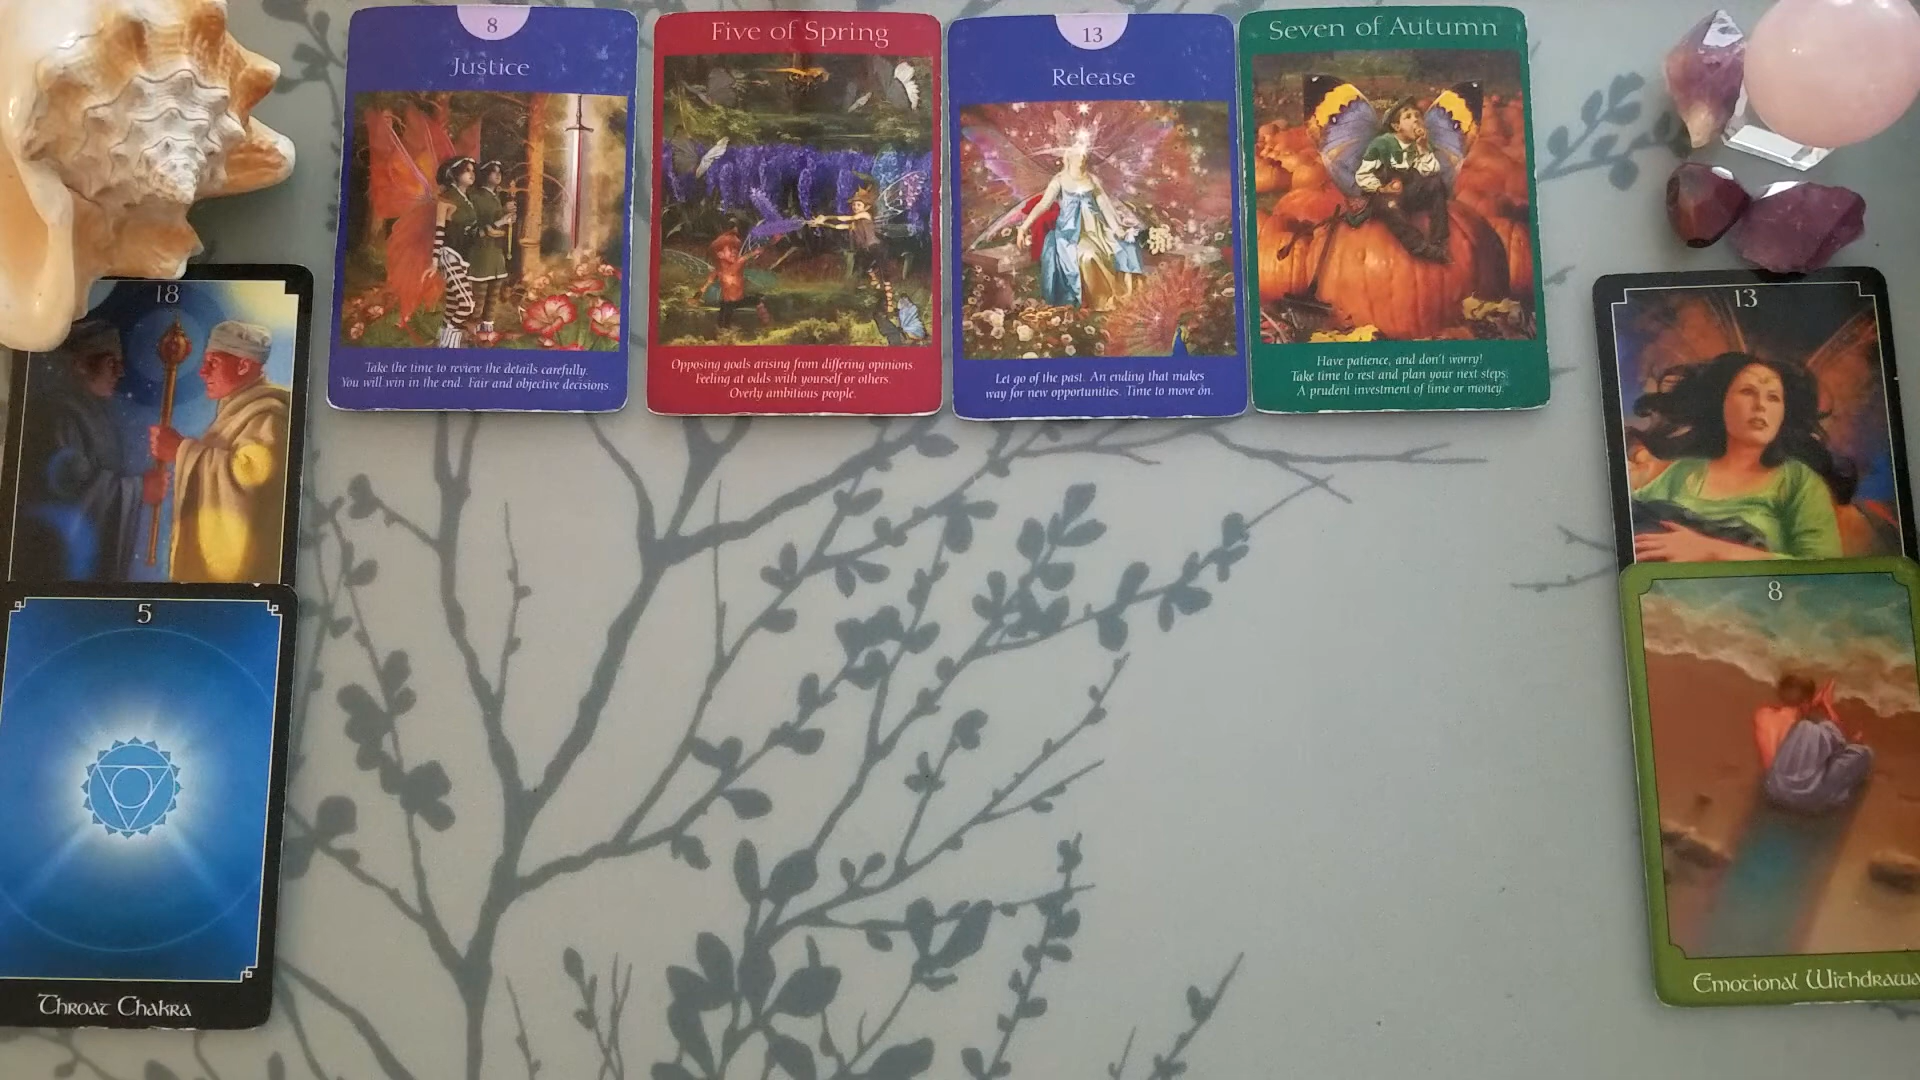 8
Justice
Take the time to review the details carefully.
You will win in the end. Fair and objective decisions.
Five of Spring
Opposing goals arising from differing opinions.
Feeling at odds with yourself or others.
Overly ambitious people.
13
Release
Let go of the past. An ending that makes
way for new opportunities. Time to move on.
Seven of Autumn
Have patience, and don't worry!
Take time to rest and plan your next steps.
A prudent investment of time or money.
18
5
Throat Chakra
13
8
Emotional Withdrawa